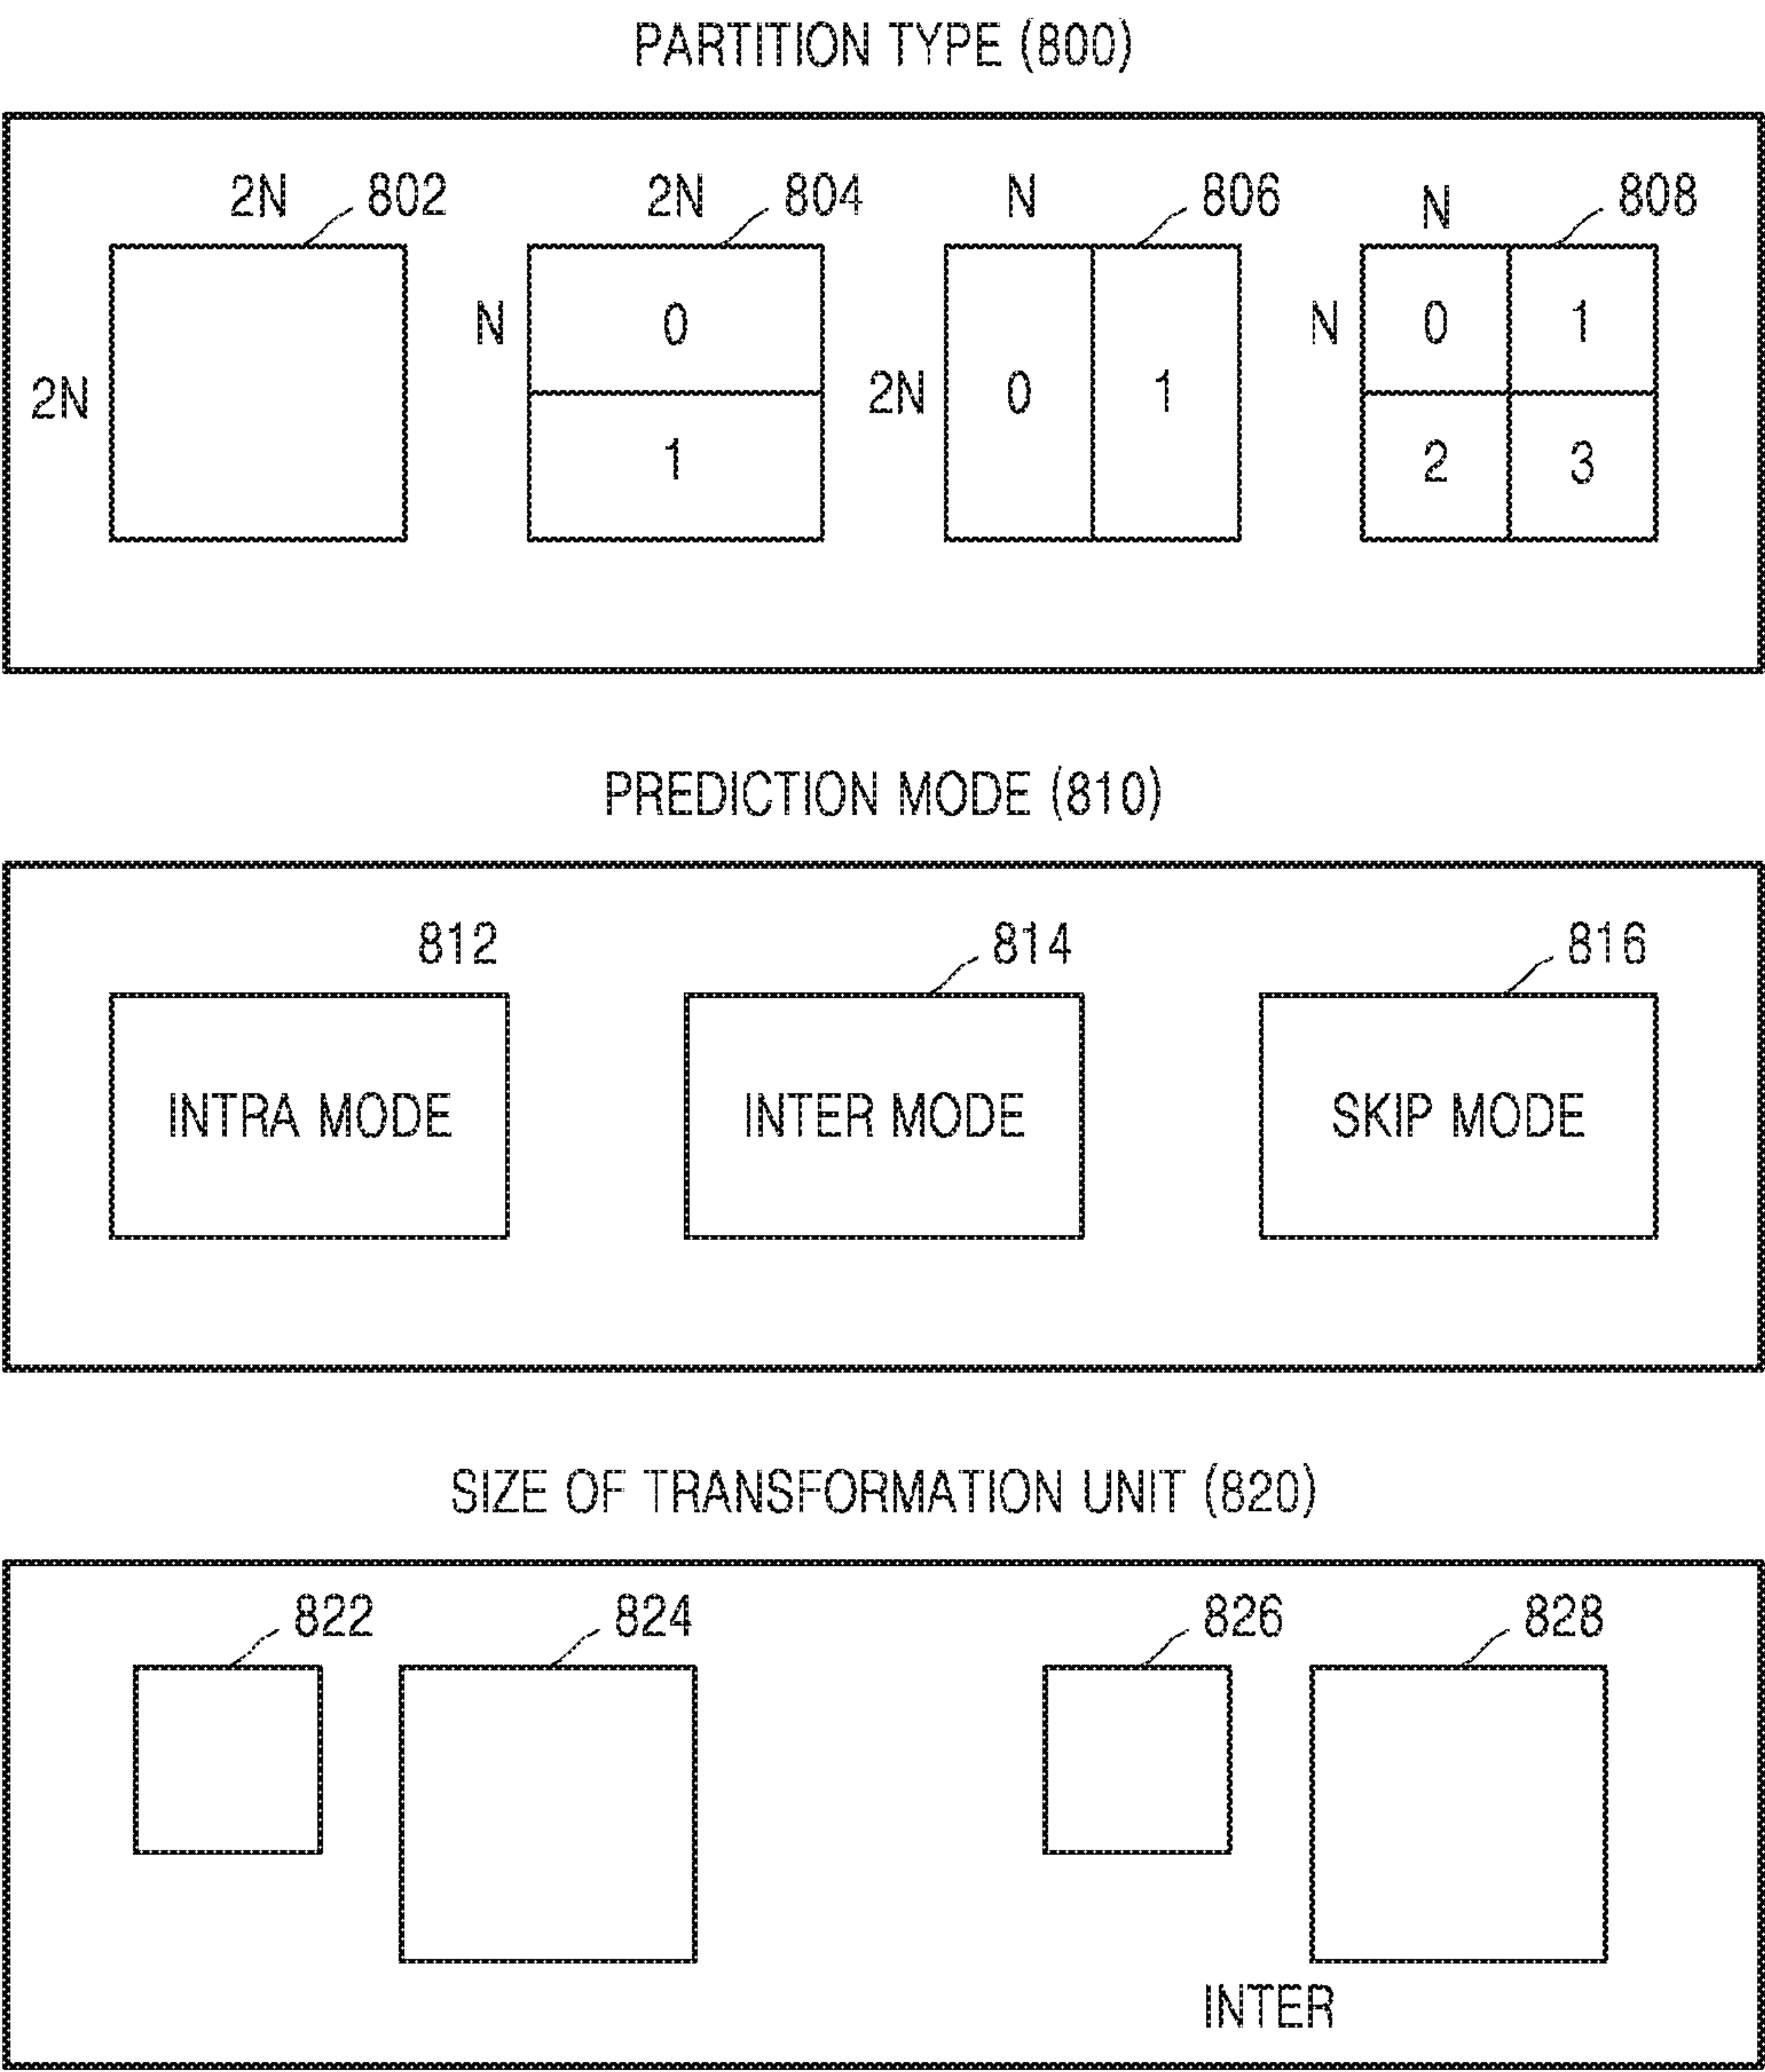 PARTITION TYPE (800)
2N 802 2N 804 N 806 N 808
N 0 N 0 1
2N 2N 0 1
1 2 3
PREDICTION MODE (810)
812 814 816
INTRA MODE INTER MODE SKIP MODE
SIZE OF TRANSFORMATION UNIT (820)
822 824 826 828
INTER